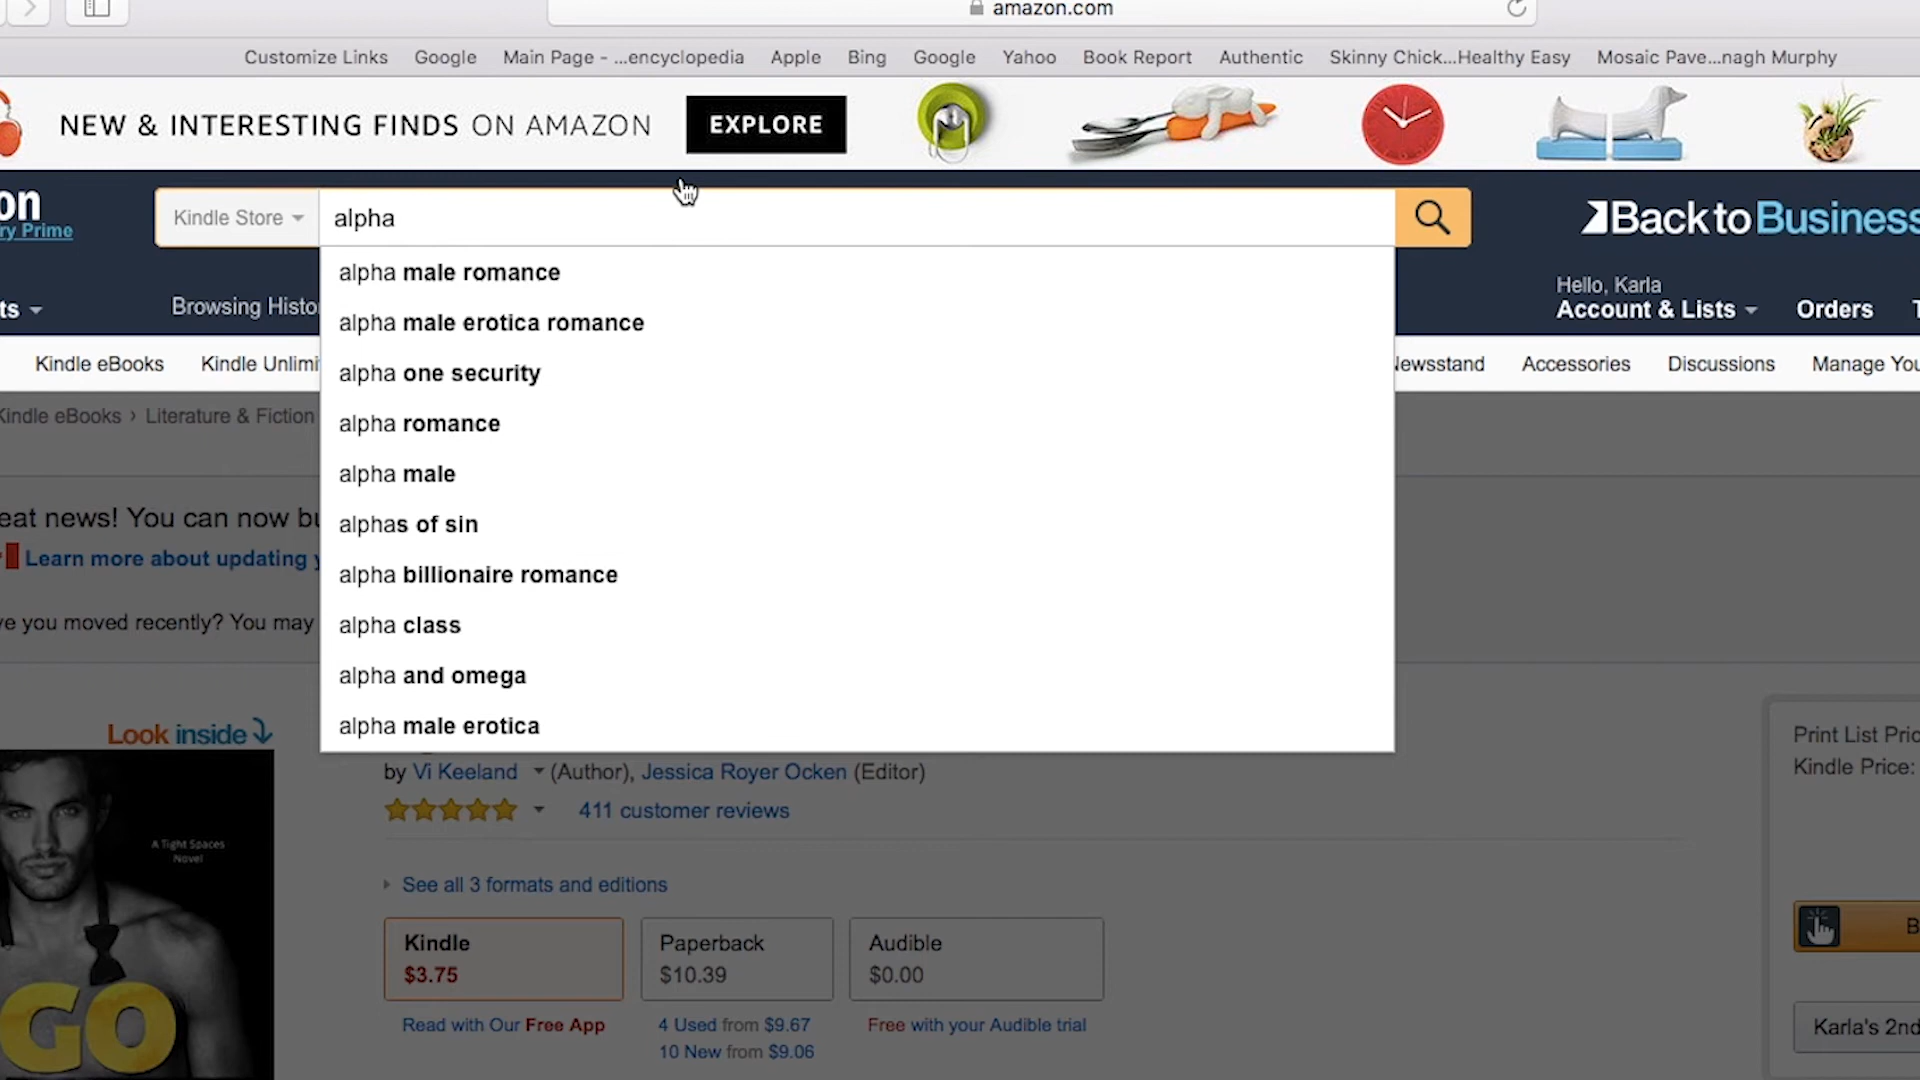 amazon.com
Customize Links Google Main Page - ...encyclopedia Apple Bing Google Yahoo Book Report Authentic Skinny Chick...Healthy Easy Mosaic Pave...nagh Murphy
NEW & INTERESTING FINDS ON AMAZON EXPLORE
on
ry Prime
Kindle Store alpha
Back to Business
Hello, Karla
ts Browsing Histo Account & Lists Orders
Kindle eBooks Kindle Unlimi ewsstand Accessories Discussions Manage You
Kindle eBooks › Literature & Fiction
alpha male romance
alpha male erotica romance
alpha one security
alpha romance
alpha male
alphas of sin
alpha billionaire romance
alpha class
alpha and omega
alpha male erotica
eat news! You can now bu
Learn more about updating y
ve you moved recently? You may
Look inside
A Tight Spaces
Novel
GO
by Vi Keeland (Author), Jessica Royer Ocken (Editor)
411 customer reviews
See all 3 formats and editions
Kindle
$3.75
Paperback
$10.39
Audible
$0.00
Read with Our Free App
4 Used from $9.67
10 New from $9.06
Free with your Audible trial
Print List Pric
Kindle Price:
B
Karla's 2nd